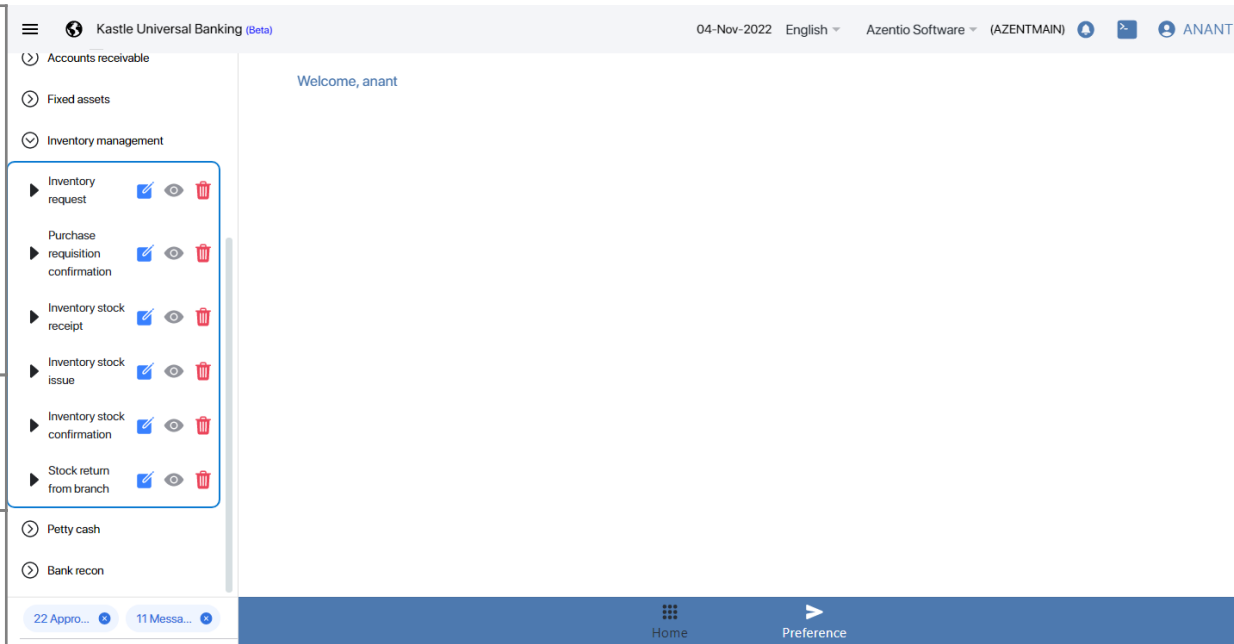 Kastle Universal Banking (Beta)
04-Nov-2022 English Azentio Software (AZENTMAIN) ANANT
Accounts receivable
Fixed assets
Inventory management
Inventory
request
Purchase
requisition
confirmation
Inventory stock
receipt
Inventory stock
issue
Inventory stock
confirmation
Stock return
from branch
Petty cash
Bank recon
22 Appro... 11 Messa...
Welcome, anant
Home Preference